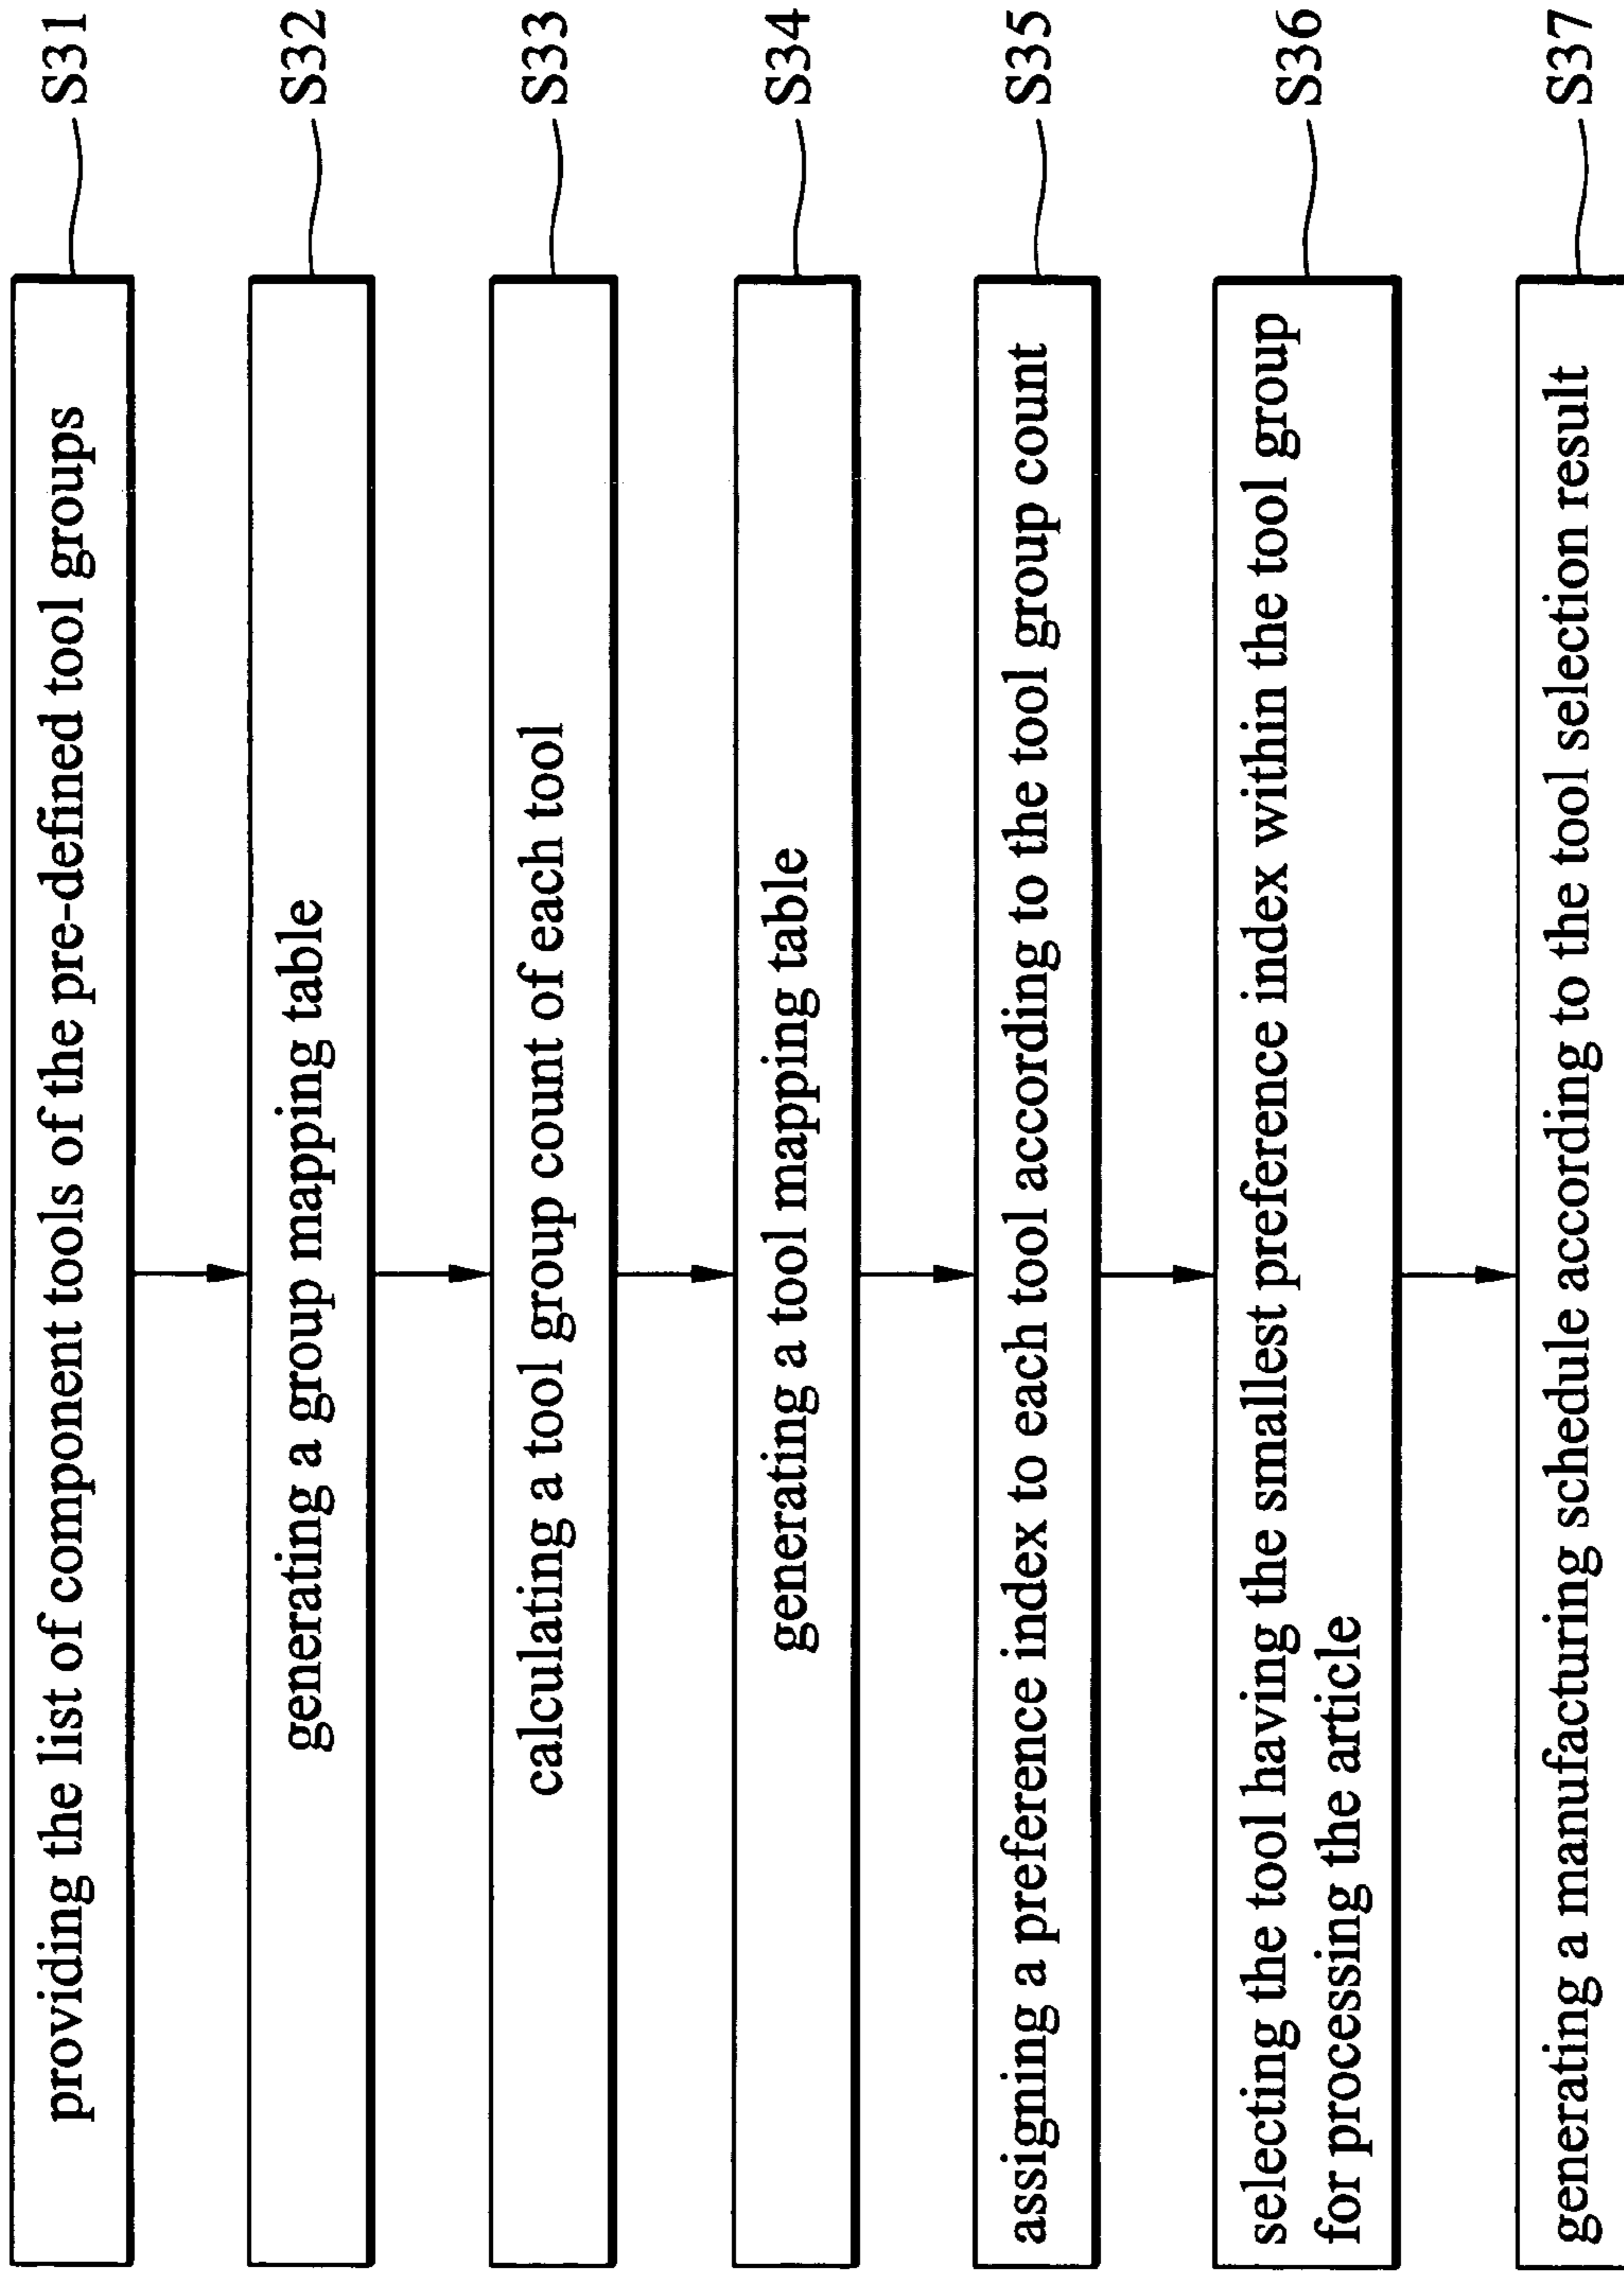 providing the list of component tools of the pre-defined tool groups
S31
generating a group mapping table
S32
calculating a tool group count of each tool
S33
generating a tool mapping table
S34
assigning a preference index to each tool according to the tool group count
S35
selecting the tool having the smallest preference index within the tool group
for processing the article
S36
generating a manufacturing schedule according to the tool selection result
S37